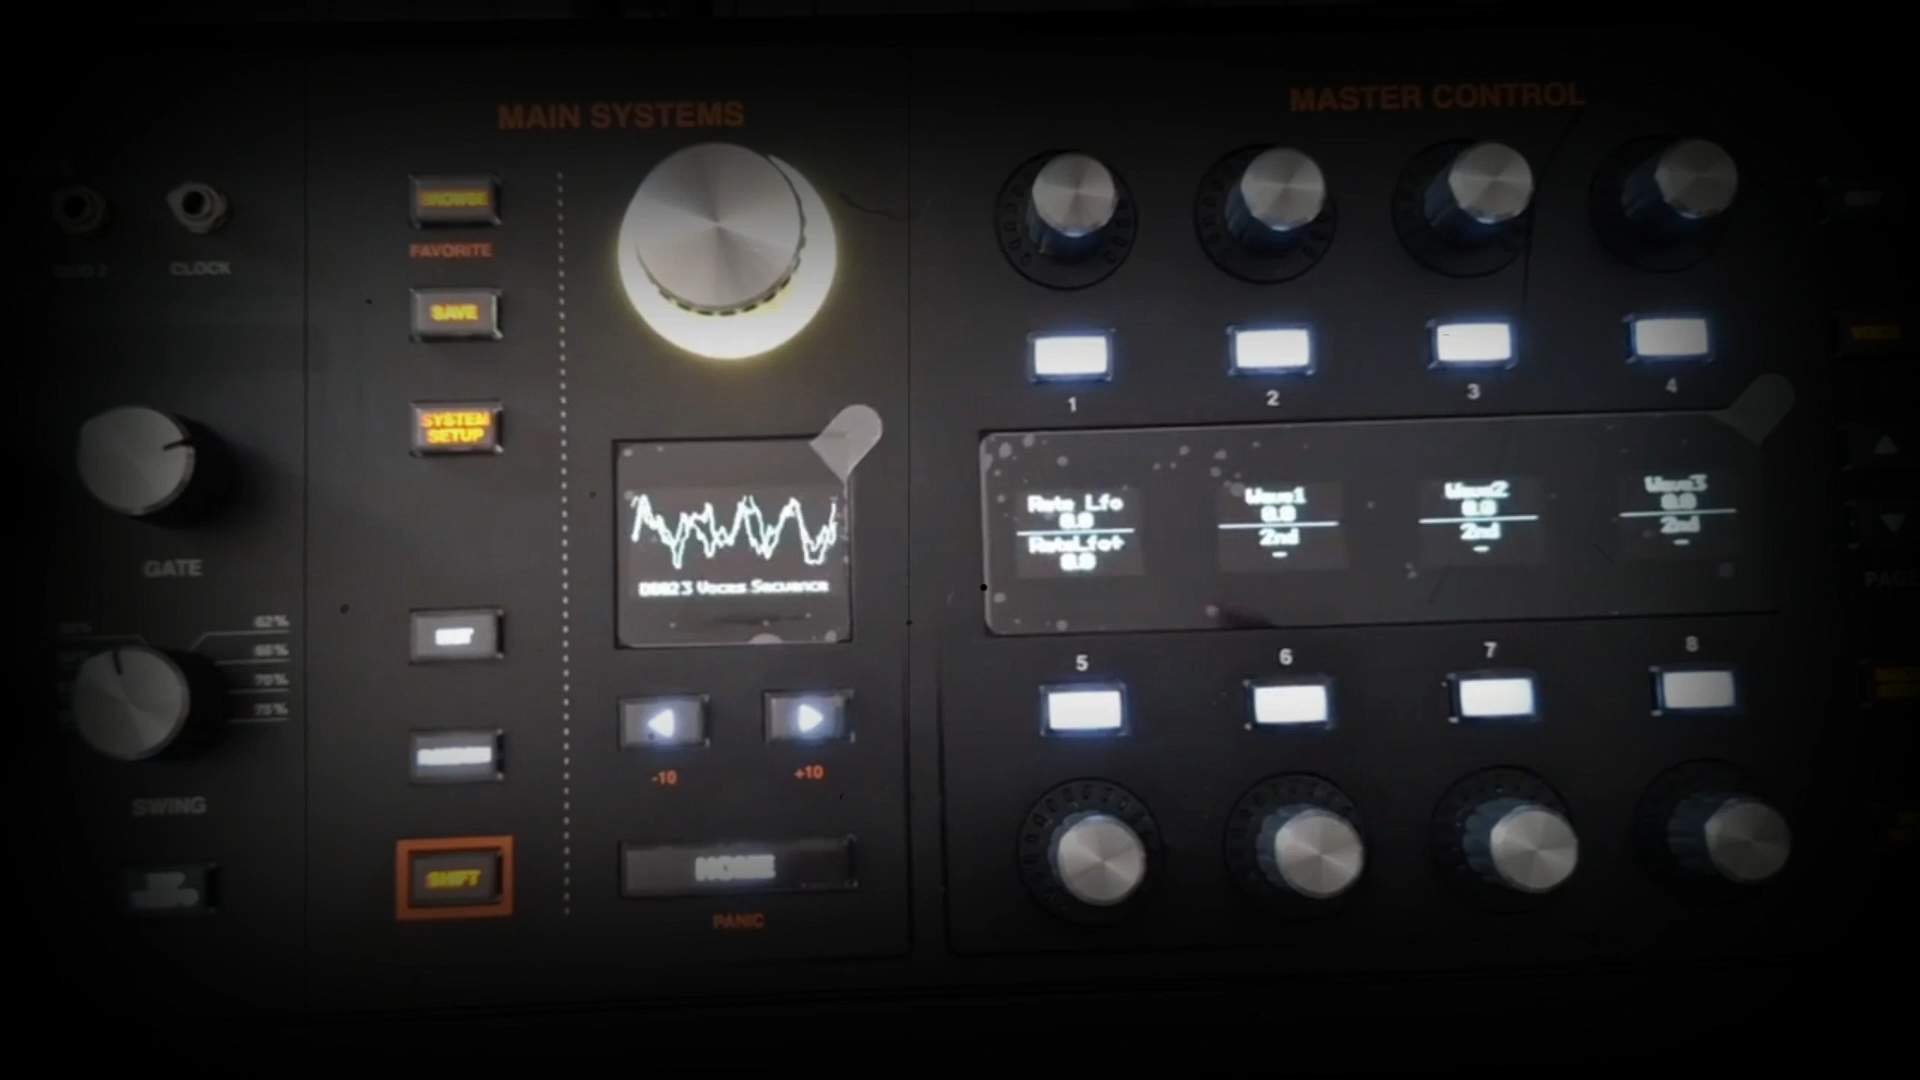 MAIN SYSTEMS
MASTER CONTROL
BROWSE
FAVORITE
CLOCK
SAVE
SYSTEM
SETUP
1
2
3
4
Rate Lfo
0.0
RateLfo+
0.0
Wave1
0.0
2nd
Wave2
0.0
2nd
Wave3
0.0
2nd
Voces Secuence
GATE
62%
66%
70%
75%
5
6
7
8
-10
+10
SWING
SHIFT
HOME
PANIC